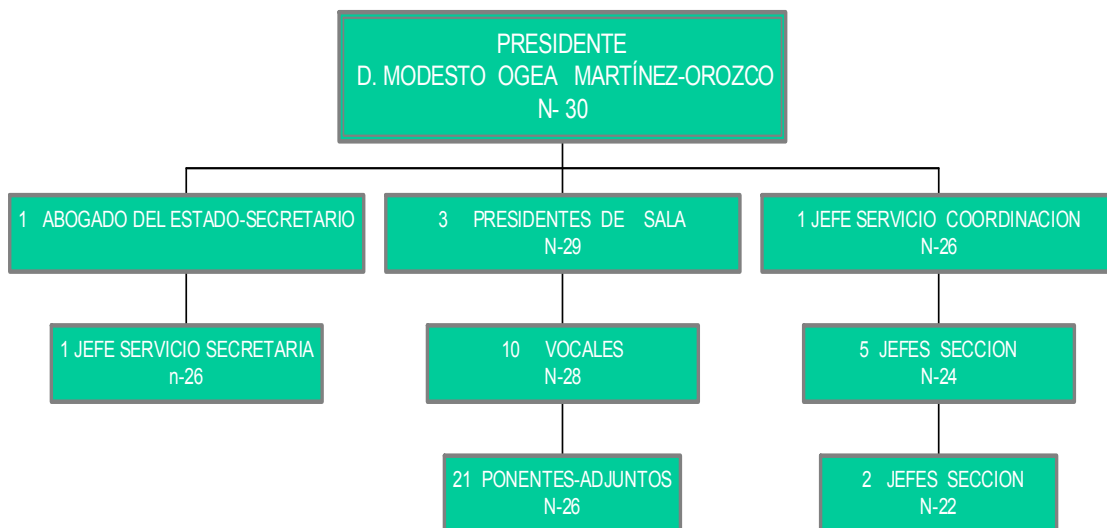 PRESIDENTE
D. MODESTO OGEA MARTÍNEZ-OROZCO
N- 30
1 ABOGADO DEL ESTADO-SECRETARIO
3 PRESIDENTES DE SALA
N-29
1 JEFE SERVICIO COORDINACION
N-26
1 JEFE SERVICIO SECRETARIA
n-26
10 VOCALES
N-28
5 JEFES SECCION
N-24
21 PONENTES-ADJUNTOS
N-26
2 JEFES SECCION
N-22